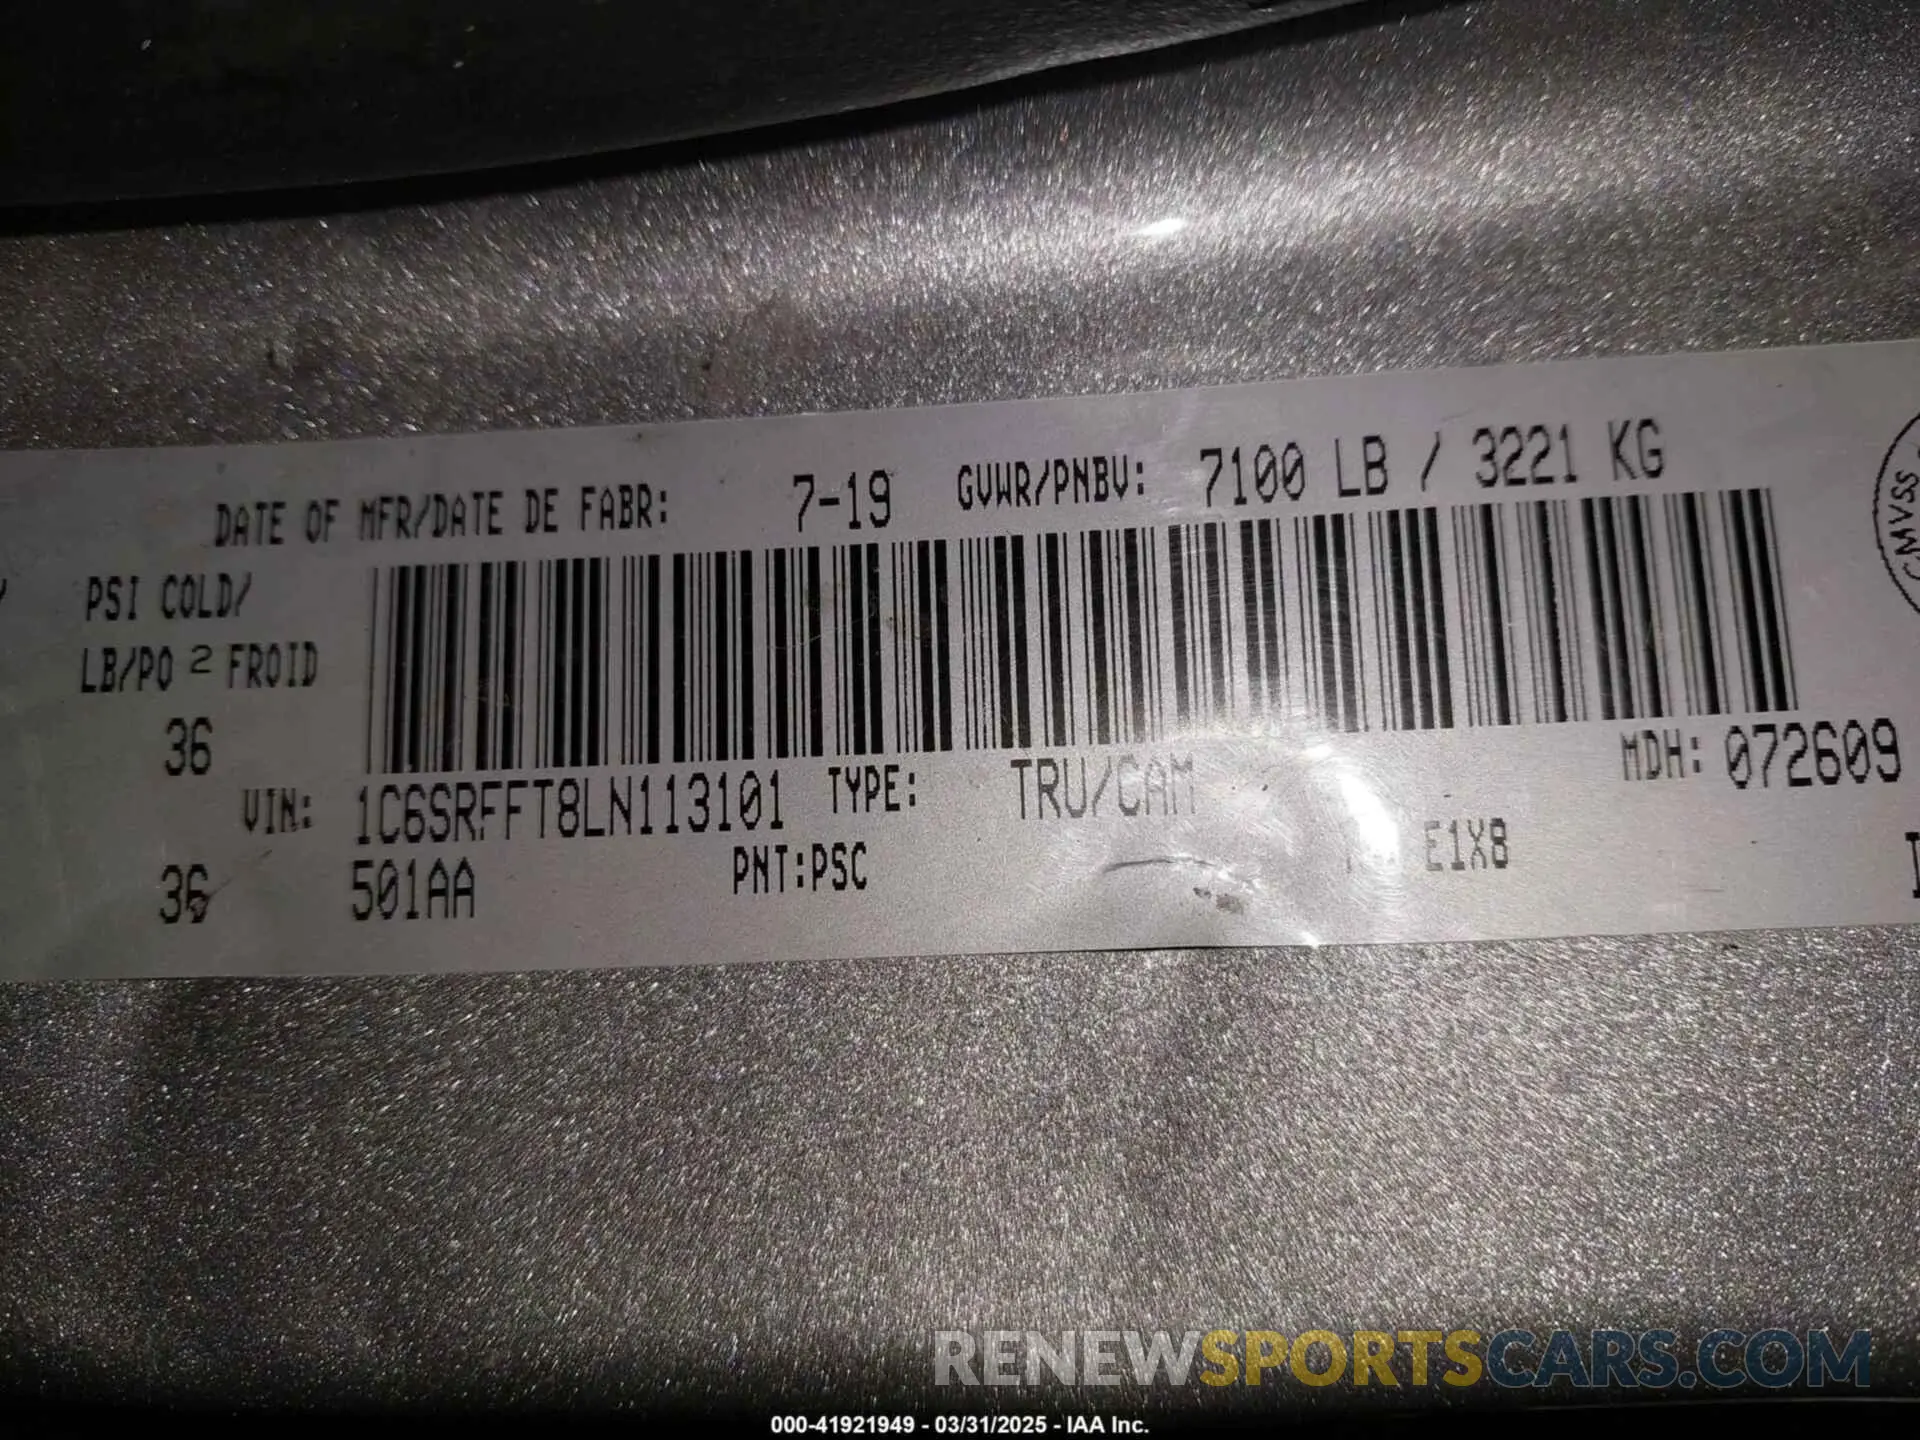 DATE OF MFR/DATE DE FABR: 7-19 GVWR/PNBV: 7100 LB / 3221 KG
CMVSS
PSI COLD/
LB/PO 2 FROID
36
MDH: 072609
VIN: 1C6SRFFT8LN113101 TYPE: TRU/CAM
36 501AA PNT:PSC E1X8
RENEWSPORTSCARS.COM
000-41921949 - 03/31/2025 - IAA Inc.